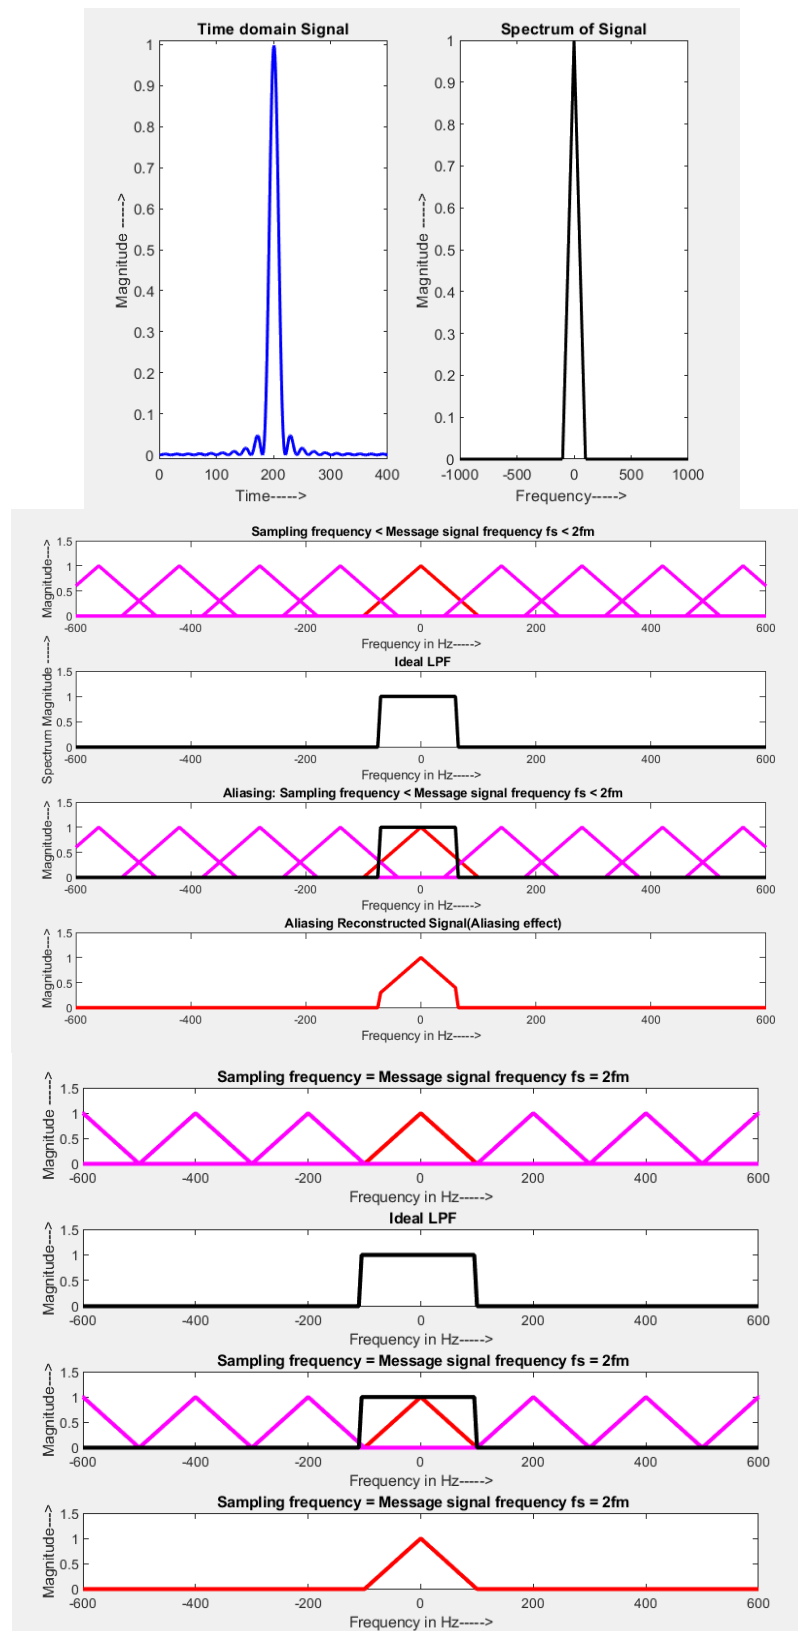 Time domain Signal
Magnitude ----->
1
0.9
0.8
0.7
0.6
0.5
0.4
0.3
0.2
0.1
0
0 100 200 300 400
Time----->
Spectrum of Signal
Magnitude ----->
1
0.9
0.8
0.7
0.6
0.5
0.4
0.3
0.2
0.1
0
-1000 -500 0 500 1000
Frequency----->
Sampling frequency < Message signal frequency fs < 2fm
Magnitude--->
1.5
1
0.5
0
-600 -400 -200 0 200 400 600
Frequency in Hz----->
Ideal LPF
Spectrum Magnitude ----->
1.5
1
0.5
0
-600 -400 -200 0 200 400 600
Frequency in Hz----->
Aliasing: Sampling frequency < Message signal frequency fs < 2fm
Magnitude--->
1.5
1
0.5
0
-600 -400 -200 0 200 400 600
Frequency in Hz----->
Aliasing Reconstructed Signal(Aliasing effect)
Magnitude--->
1.5
1
0.5
0
-600 -400 -200 0 200 400 600
Frequency in Hz----->
Sampling frequency = Message signal frequency fs = 2fm
Magnitude ----->
1.5
1
0.5
0
-600 -400 -200 0 200 400 600
Frequency in Hz----->
Ideal LPF
Magnitude--->
1.5
1
0.5
0
-600 -400 -200 0 200 400 600
Frequency in Hz----->
Sampling frequency = Message signal frequency fs = 2fm
Magnitude--->
1.5
1
0.5
0
-600 -400 -200 0 200 400 600
Frequency in Hz----->
Sampling frequency = Message signal frequency fs = 2fm
Magnitude--->
1.5
1
0.5
0
-600 -400 -200 0 200 400 600
Frequency in Hz----->